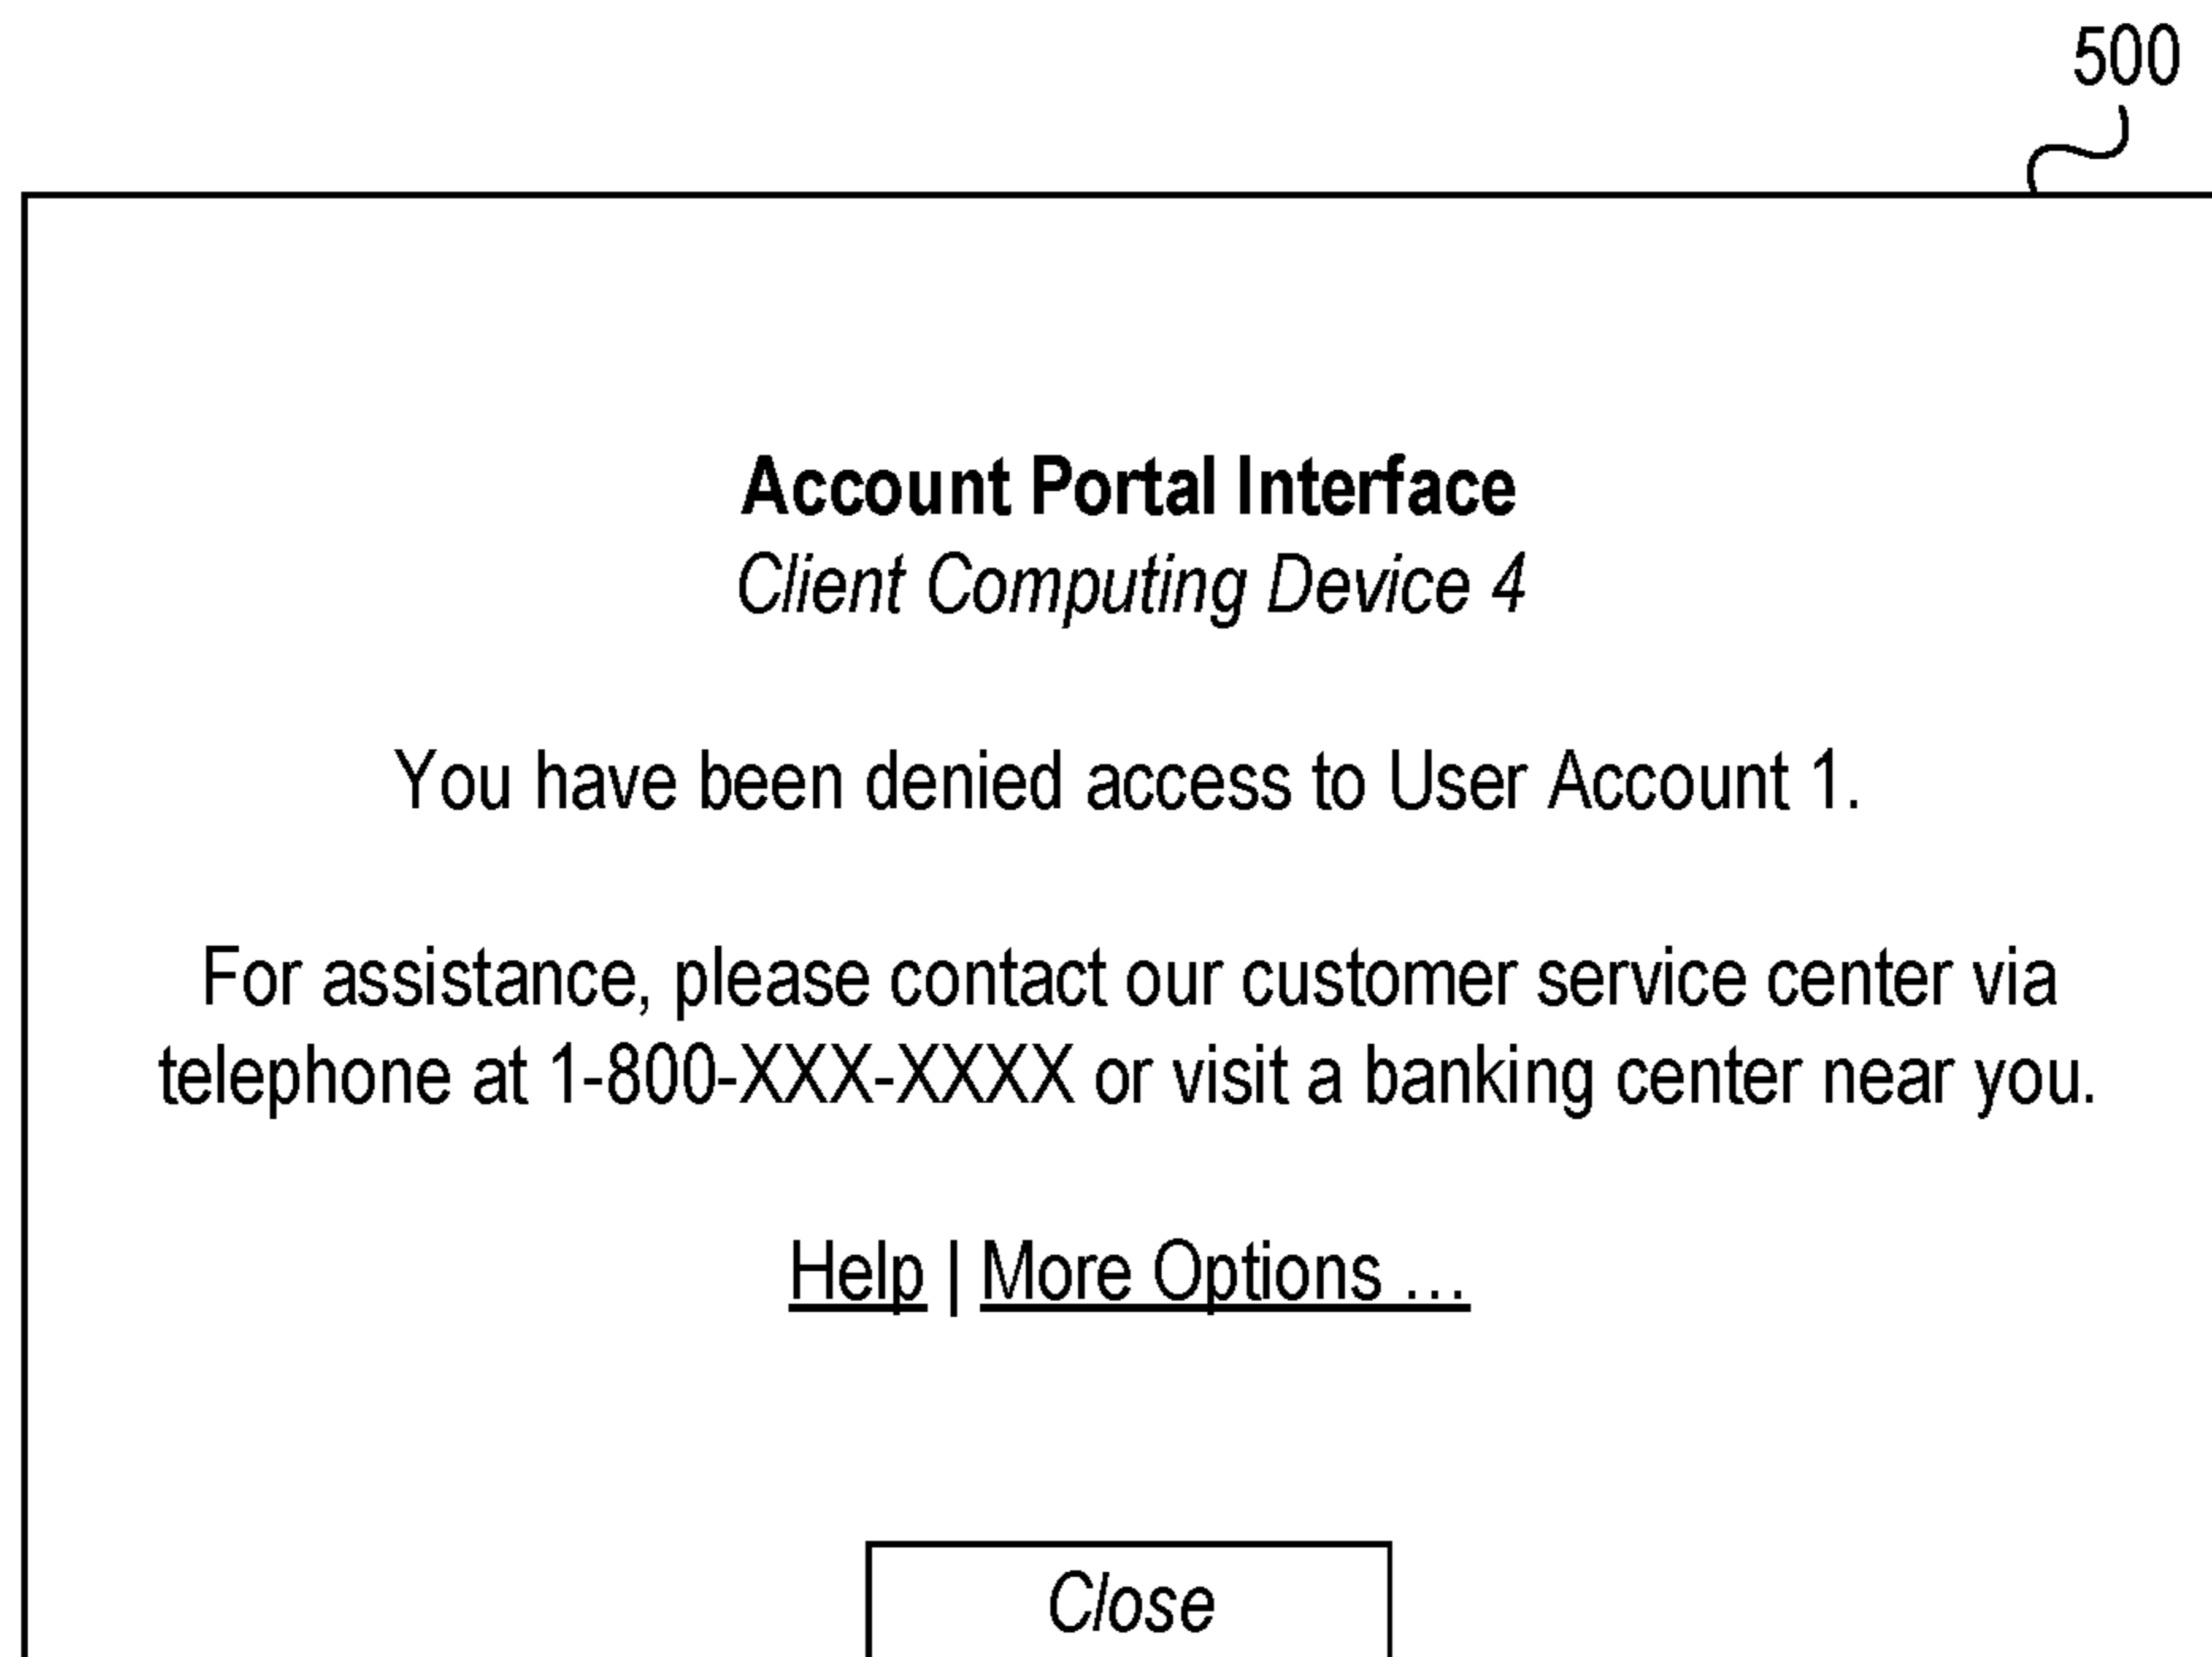 500
Account Portal Interface
Client Computing Device 4
You have been denied access to User Account 1.
For assistance, please contact our customer service center via
telephone at 1-800-XXX-XXXX or visit a banking center near you.
Help | More Options ...
Close